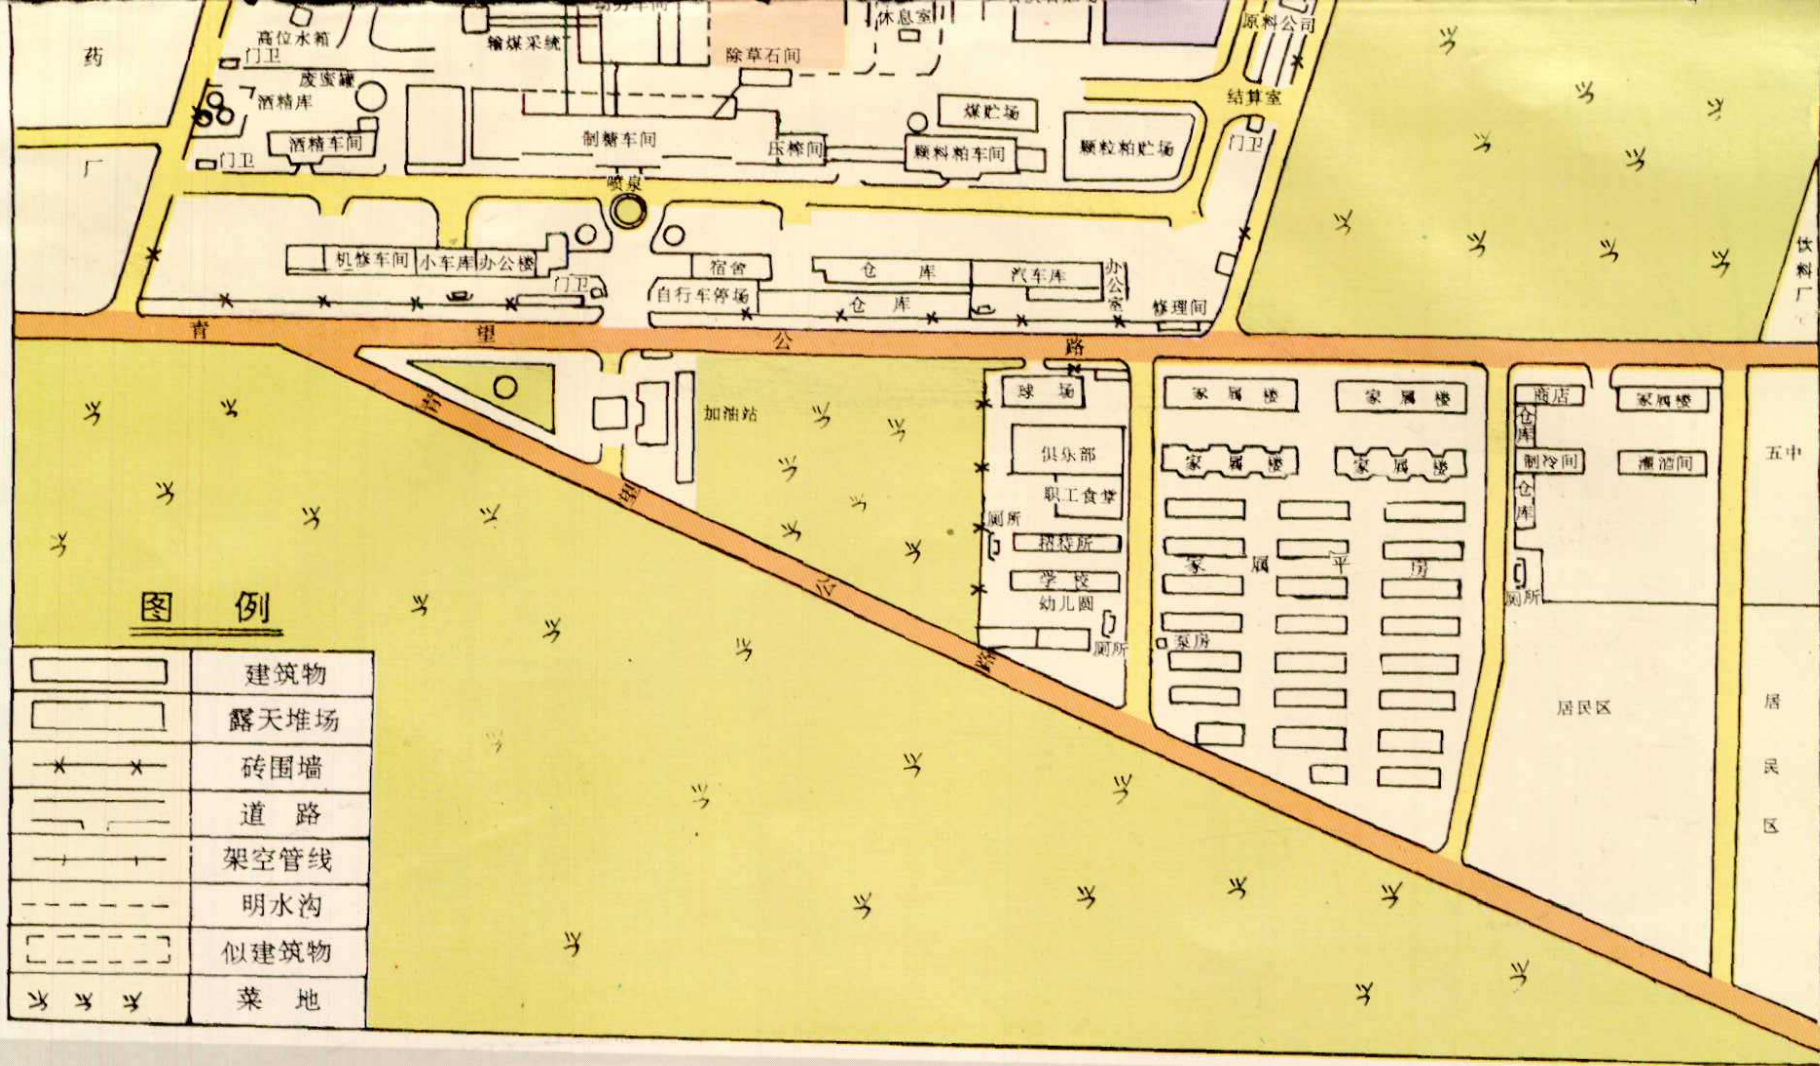 休息室
原料公司
高位水箱
输煤采统
药
门卫
除草石间
废蜜罐
酒精库
结算室
煤贮场
酒精车间
制糖车间
压榨间
颗料粕车间
颗粒粕贮场
门卫
门卫
厂
喷泉
机修车间
小车库
办公楼
宿舍
仓库
汽车库
办公室
门卫
自行车停场
仓库
修理间
料厂
青望公路
青望公路
加油站
球场
家属楼
家属楼
商店
家属楼
仓库
俱乐部
家属楼
家属楼
制冷间
五中
职工食堂
仓库
厕所
招待所
家属平房
学校
幼儿园
厕所
厕所
泵房
居民区
居民区
图例
建筑物
露天堆场
砖围墙
道路
架空管线
明水沟
似建筑物
菜地